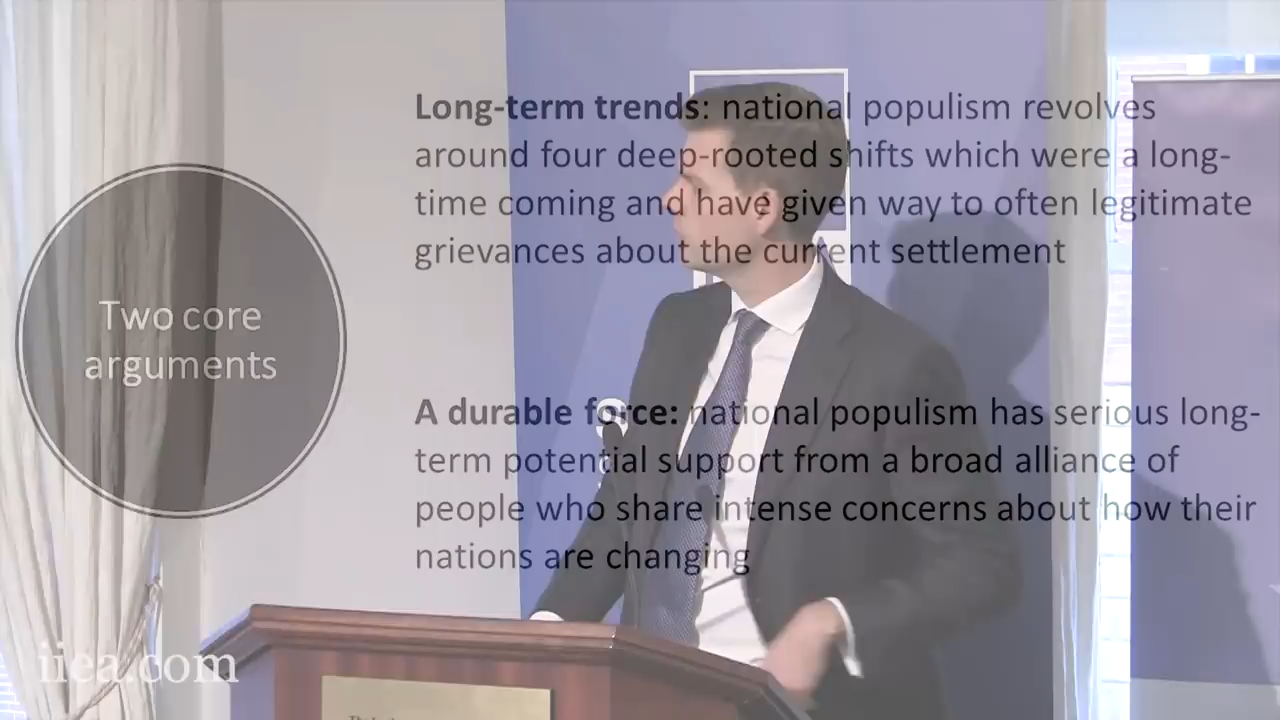 Long-term trends: national populism revolves
around four deep-rooted shifts which were a long-
time coming and have given way to often legitimate
grievances about the current settlement
Two core
arguments
A durable force: national populism has serious long-
term potential support from a broad alliance of
people who share intense concerns about how their
nations are changing
iiea.com